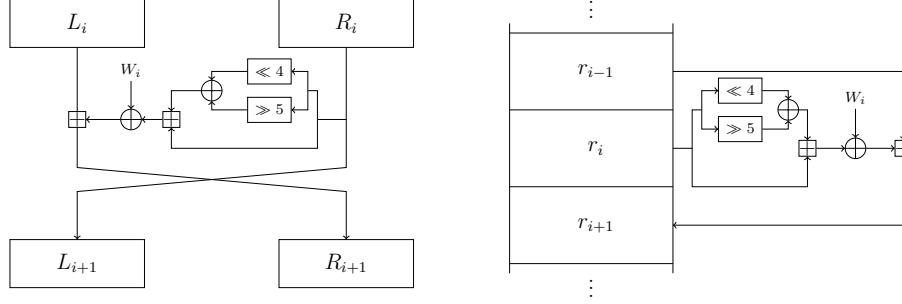 L_i
R_i
W_i
≪ 4
≫ 5
L_{i+1}
R_{i+1}
⋮
r_{i-1}
r_i
r_{i+1}
≪ 4
≫ 5
W_i
⋮